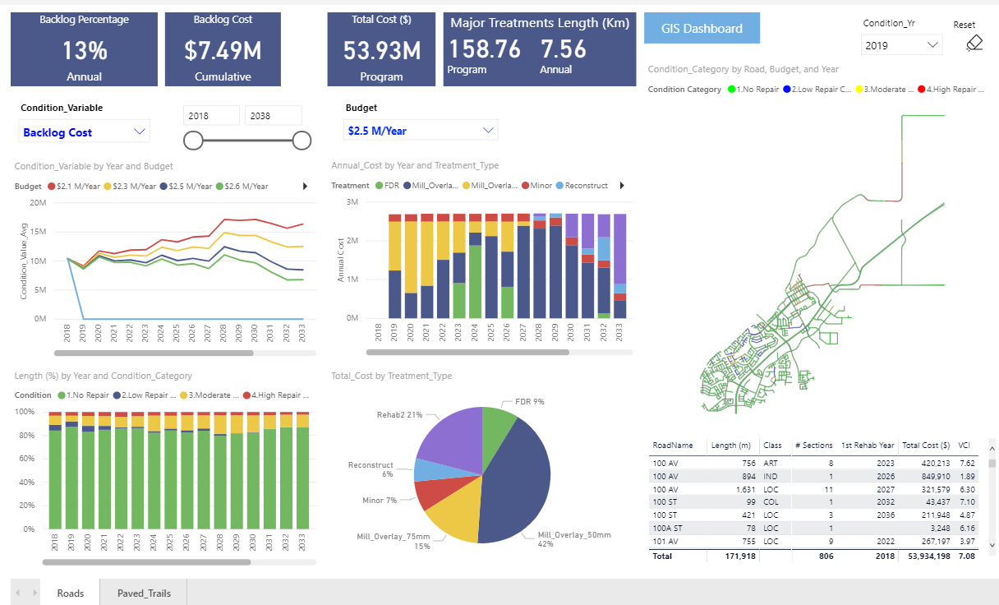 Backlog Percentage
13%
Annual
Backlog Cost
$7.49M
Cumulative
Total Cost ($)
53.93M
Program
Major Treatments Length (Km)
158.76 7.56
Program Annual
GIS Dashboard
Condition_Yr
2019
Reset
Condition_Variable
Backlog Cost
2018 2038
Budget
$2.5 M/Year
Condition_Category by Road, Budget, and Year
Condition Category 1.No Repair 2.Low Repair C... 3.Moderate ... 4.High Repair ...
Condition_Variable by Year and Budget
Budget $2.1 M/Year $2.3 M/Year $2.5 M/Year $2.6 M/Year
Condition_Value_Avg
20M
15M
10M
5M
0M
2018 2019 2020 2021 2022 2023 2024 2025 2026 2027 2028 2029 2030 2031 2032 2033
Annual_Cost by Year and Treatment_Type
Treatment FDR Mill_Overla... Mill_Overla... Minor Reconstruct
Annual Cost
3M
2M
1M
0M
2018 2019 2020 2021 2022 2023 2024 2025 2026 2027 2028 2029 2030 2031 2032 2033
Length (%) by Year and Condition_Category
Condition 1.No Repair 2.Low Repair ... 3.Moderate ... 4.High Repair ...
100%
80%
60%
40%
20%
0%
2018 2019 2020 2021 2022 2023 2024 2025 2026 2027 2028 2029 2030 2031 2032 2033
Total_Cost by Treatment_Type
FDR 9%
Rehab2 21%
Reconstruct
6%
Minor 7%
Mill_Overlay_75mm
15%
Mill_Overlay_50mm
42%
RoadName Length (m) Class # Sections 1st Rehab Year Total Cost ($) VCI
100 AV 756 ART 8 2023 420,213 7.62
100 AV 894 IND 1 2026 849,910 1.89
100 AV 1,631 LOC 11 2027 321,579 6.30
100 ST 99 COL 1 2032 43,437 7.10
100 ST 421 LOC 3 2036 211,948 4.87
100A ST 78 LOC 1 3,248 6.16
101 AV 755 LOC 9 2022 267,197 3.97
Total 171,918 806 2018 53,934,198 7.08
Roads Paved_Trails